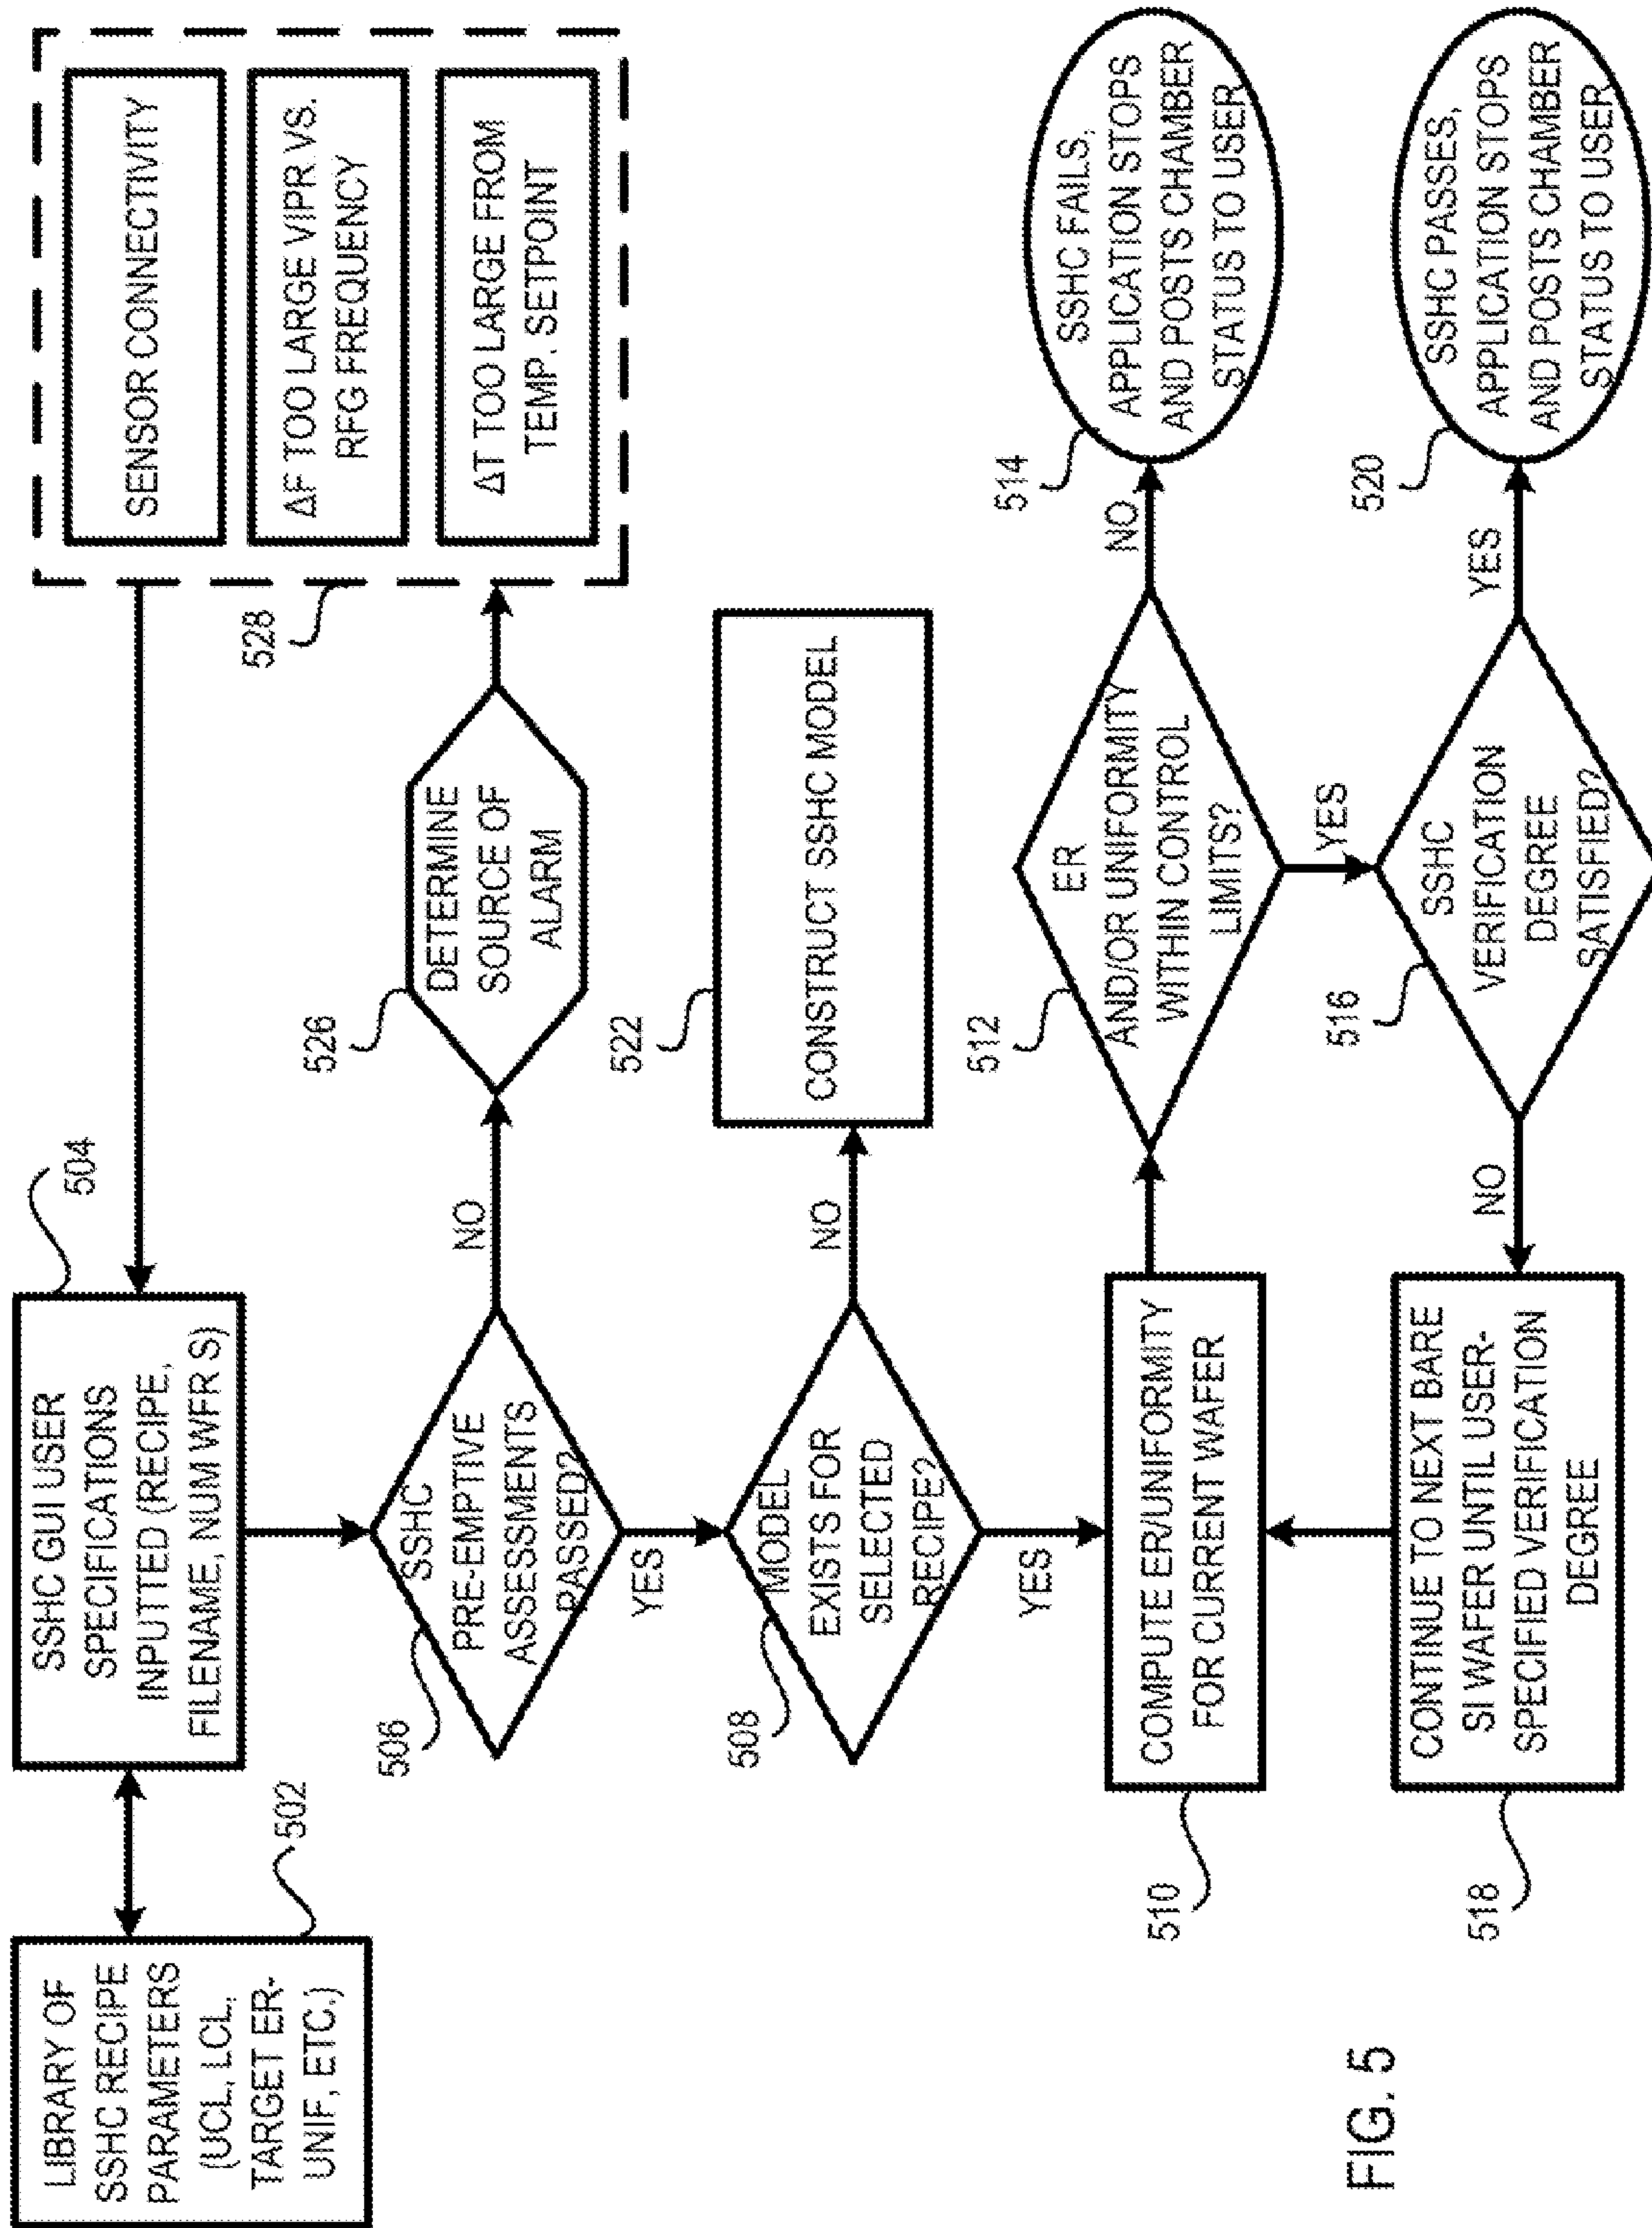 LIBRARY OF
SSHC RECIPE
PARAMETERS
(UCL, LCL,
TARGET ER-
UNIF, ETC.)
502
SSHC GUI USER
SPECIFICATIONS
INPUTTED (RECIPE,
FILENAME, NUM WFR S)
504
SSHC
PRE-EMPTIVE
ASSESSMENTS
PASSED?
506
NO
YES
DETERMINE
SOURCE OF
ALARM
526
SENSOR CONNECTIVITY
ΔF TOO LARGE VIPR VS.
RFG FREQUENCY
ΔT TOO LARGE FROM
TEMP. SETPOINT
528
MODEL
EXISTS FOR
SELECTED
RECIPE?
508
NO
YES
CONSTRUCT SSHC MODEL
522
COMPUTE ER/UNIFORMITY
FOR CURRENT WAFER
510
ER
AND/OR UNIFORMITY
WITHIN CONTROL
LIMITS?
512
NO
YES
SSHC FAILS,
APPLICATION STOPS
AND POSTS CHAMBER
STATUS TO USER
514
SSHC
VERIFICATION
DEGREE
SATISFIED?
516
YES
NO
SSHC PASSES,
APPLICATION STOPS
AND POSTS CHAMBER
STATUS TO USER
520
CONTINUE TO NEXT BARE
SI WAFER UNTIL USER-
SPECIFIED VERIFICATION
DEGREE
518
FIG. 5